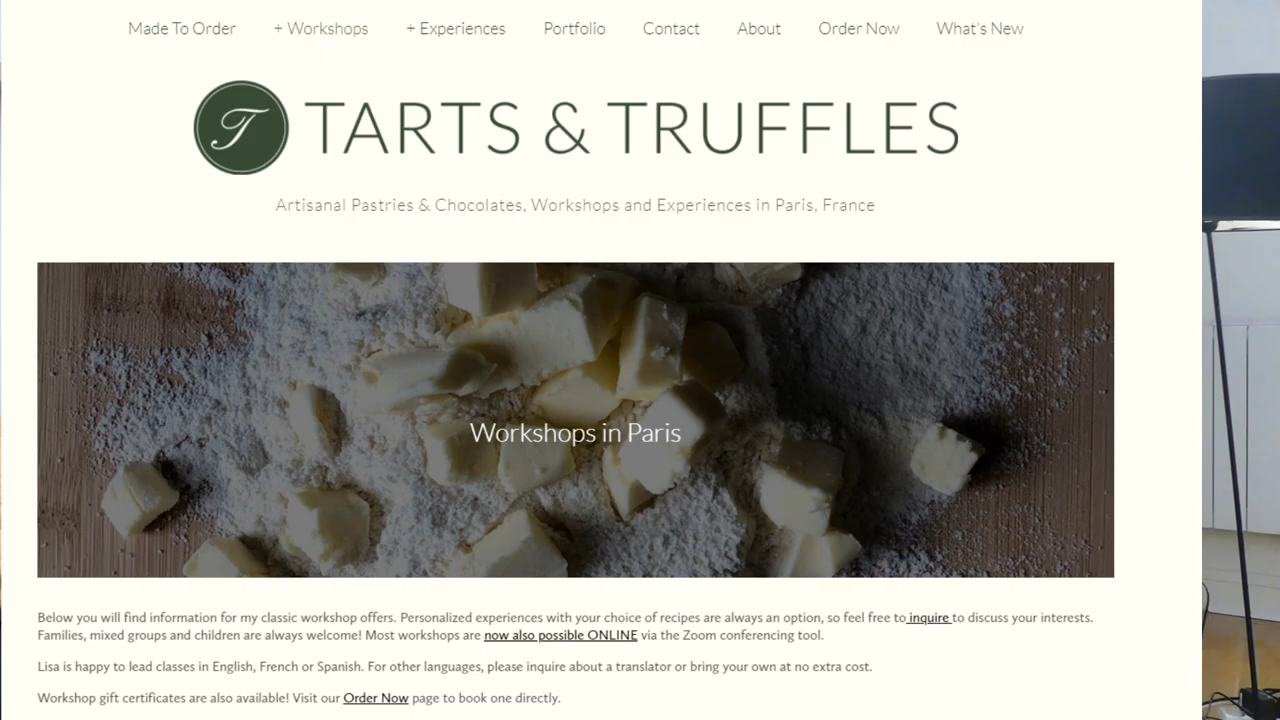 Made To Order + Workshops + Experiences Portfolio Contact About Order Now What's New
T TARTS & TRUFFLES
Artisanal Pastries & Chocolates, Workshops and Experiences in Paris, France
Workshops in Paris
Below you will find information for my classic workshop offers. Personalized experiences with your choice of recipes are always an option, so feel free to inquire to discuss your interests.
Families, mixed groups and children are always welcome! Most workshops are now also possible ONLINE via the Zoom conferencing tool.
Lisa is happy to lead classes in English, French or Spanish. For other languages, please inquire about a translator or bring your own at no extra cost.
Workshop gift certificates are also available! Visit our Order Now page to book one directly.